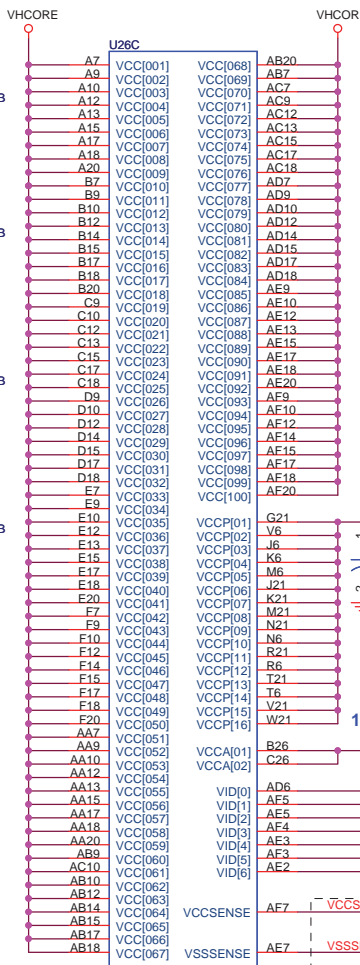 VHCORE
VHCOR
U26C
B
B
B
B
A7 VCC[001]
A9 VCC[002]
A10 VCC[003]
A12 VCC[004]
A13 VCC[005]
A15 VCC[006]
A17 VCC[007]
A18 VCC[008]
A20 VCC[009]
B7 VCC[010]
B9 VCC[011]
B10 VCC[012]
B12 VCC[013]
B14 VCC[014]
B15 VCC[015]
B17 VCC[016]
B18 VCC[017]
B20 VCC[018]
C9 VCC[019]
C10 VCC[020]
C12 VCC[021]
C13 VCC[022]
C15 VCC[023]
C17 VCC[024]
C18 VCC[025]
D9 VCC[026]
D10 VCC[027]
D12 VCC[028]
D14 VCC[029]
D15 VCC[030]
D17 VCC[031]
D18 VCC[032]
E7 VCC[033]
E9 VCC[034]
E10 VCC[035]
E12 VCC[036]
E13 VCC[037]
E15 VCC[038]
E17 VCC[039]
E18 VCC[040]
E20 VCC[041]
F7 VCC[042]
F9 VCC[043]
F10 VCC[044]
F12 VCC[045]
F14 VCC[046]
F15 VCC[047]
F17 VCC[048]
F18 VCC[049]
F20 VCC[050]
AA7 VCC[051]
AA9 VCC[052]
AA10 VCC[053]
AA12 VCC[054]
AA13 VCC[055]
AA15 VCC[056]
AA17 VCC[057]
AA18 VCC[058]
AA20 VCC[059]
AB9 VCC[060]
AC10 VCC[061]
AB10 VCC[062]
AB12 VCC[063]
AB14 VCC[064]
AB15 VCC[065]
AB17 VCC[066]
AB18 VCC[067]
VCC[068] AB20
VCC[069] AB7
VCC[070] AC7
VCC[071] AC9
VCC[072] AC12
VCC[073] AC13
VCC[074] AC15
VCC[075] AC17
VCC[076] AC18
VCC[077] AD7
VCC[078] AD9
VCC[079] AD10
VCC[080] AD12
VCC[081] AD14
VCC[082] AD15
VCC[083] AD17
VCC[084] AD18
VCC[085] AE9
VCC[086] AE10
VCC[087] AE12
VCC[088] AE13
VCC[089] AE15
VCC[090] AE17
VCC[091] AE18
VCC[092] AE20
VCC[093] AF9
VCC[094] AF10
VCC[095] AF12
VCC[096] AF14
VCC[097] AF15
VCC[098] AF17
VCC[099] AF18
VCC[100] AF20
VCCP[01] G21
VCCP[02] V6
VCCP[03] J6
VCCP[04] K6
VCCP[05] M6
VCCP[06] J21
VCCP[07] K21
VCCP[08] M21
VCCP[09] N21
VCCP[10] N6
VCCP[11] R21
VCCP[12] R6
VCCP[13] T21
VCCP[14] T6
VCCP[15] V21
VCCP[16] W21
1
2
1
VCCA[01] B26
VCCA[02] C26
VID[0] AD6
VID[1] AF5
VID[2] AE5
VID[3] AF4
VID[4] AE3
VID[5] AF3
VID[6] AE2
VCCSENSE AF7 VCCS
VSSSENSE AE7 VSSS